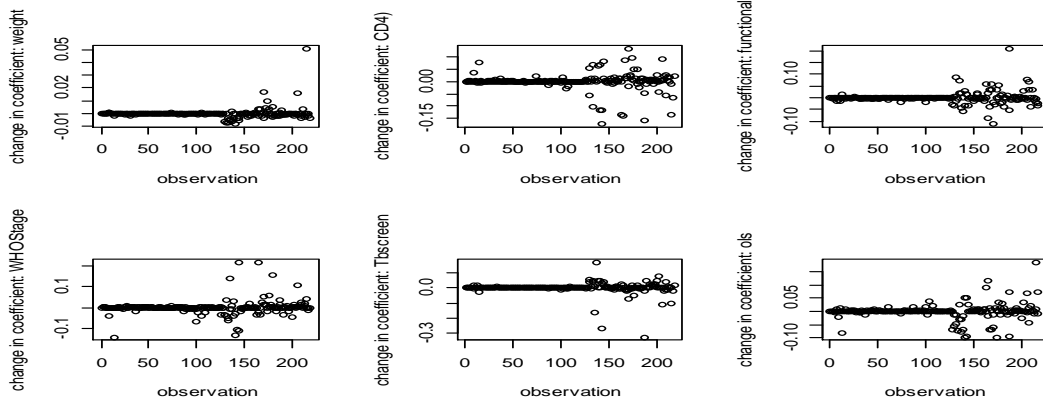 change in coefficient: weight
0.05
0.02
-0.01
0 50 100 150 200
observation
change in coefficient: CD4)
0.00
-0.15
0 50 100 150 200
observation
change in coefficient: functional
0.10
-0.10
0 50 100 150 200
observation
change in coefficient: WHOStage
0.1
-0.1
0 50 100 150 200
observation
change in coefficient: Tbscreen
0.0
-0.3
0 50 100 150 200
observation
change in coefficient: ols
0.05
-0.10
0 50 100 150 200
observation